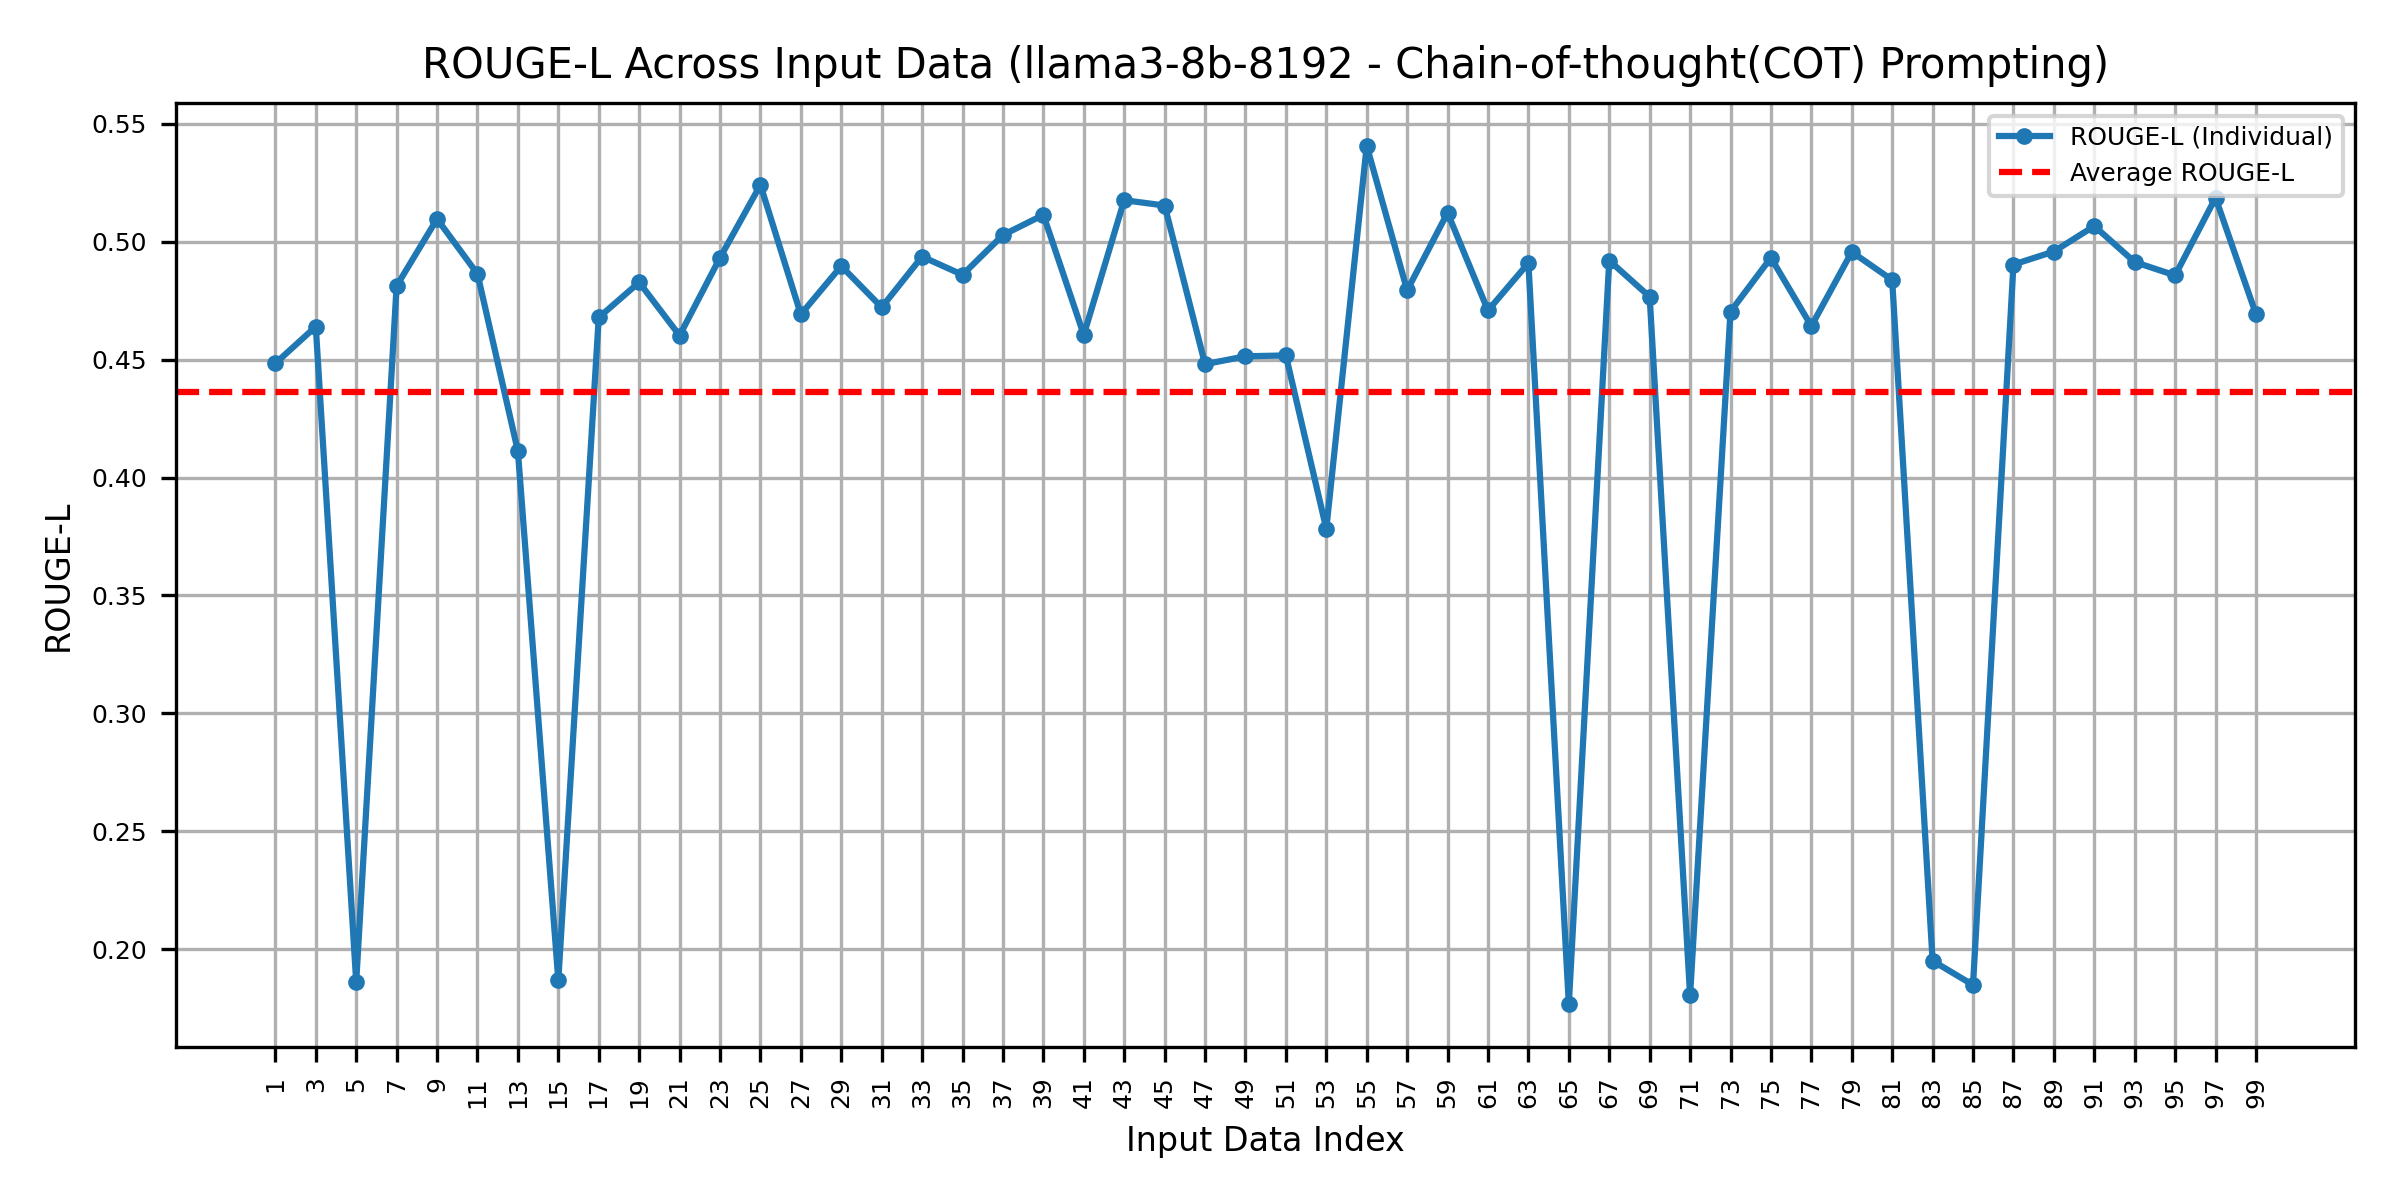 ROUGE-L Across Input Data (llama3-8b-8192 - Chain-of-thought(COT) Prompting)
ROUGE-L (Individual)
Average ROUGE-L
ROUGE-L
0.55
0.50
0.45
0.40
0.35
0.30
0.25
0.20
1 3 5 7 9 11 13 15 17 19 21 23 25 27 29 31 33 35 37 39 41 43 45 47 49 51 53 55 57 59 61 63 65 67 69 71 73 75 77 79 81 83 85 87 89 91 93 95 97 99
Input Data Index